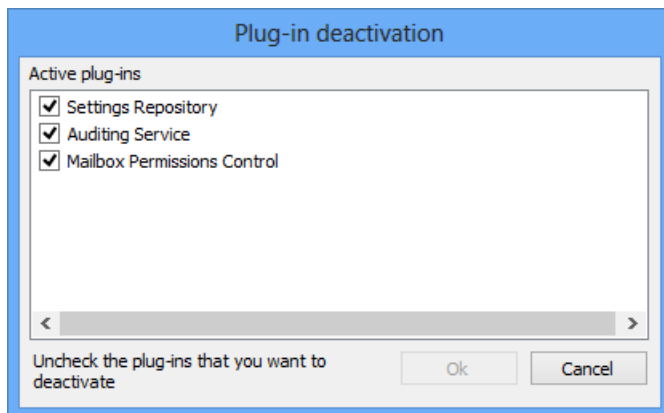 Plug-in deactivation
Active plug-ins
Settings Repository
Auditing Service
Mailbox Permissions Control
Uncheck the plug-ins that you want to
deactivate
Ok
Cancel